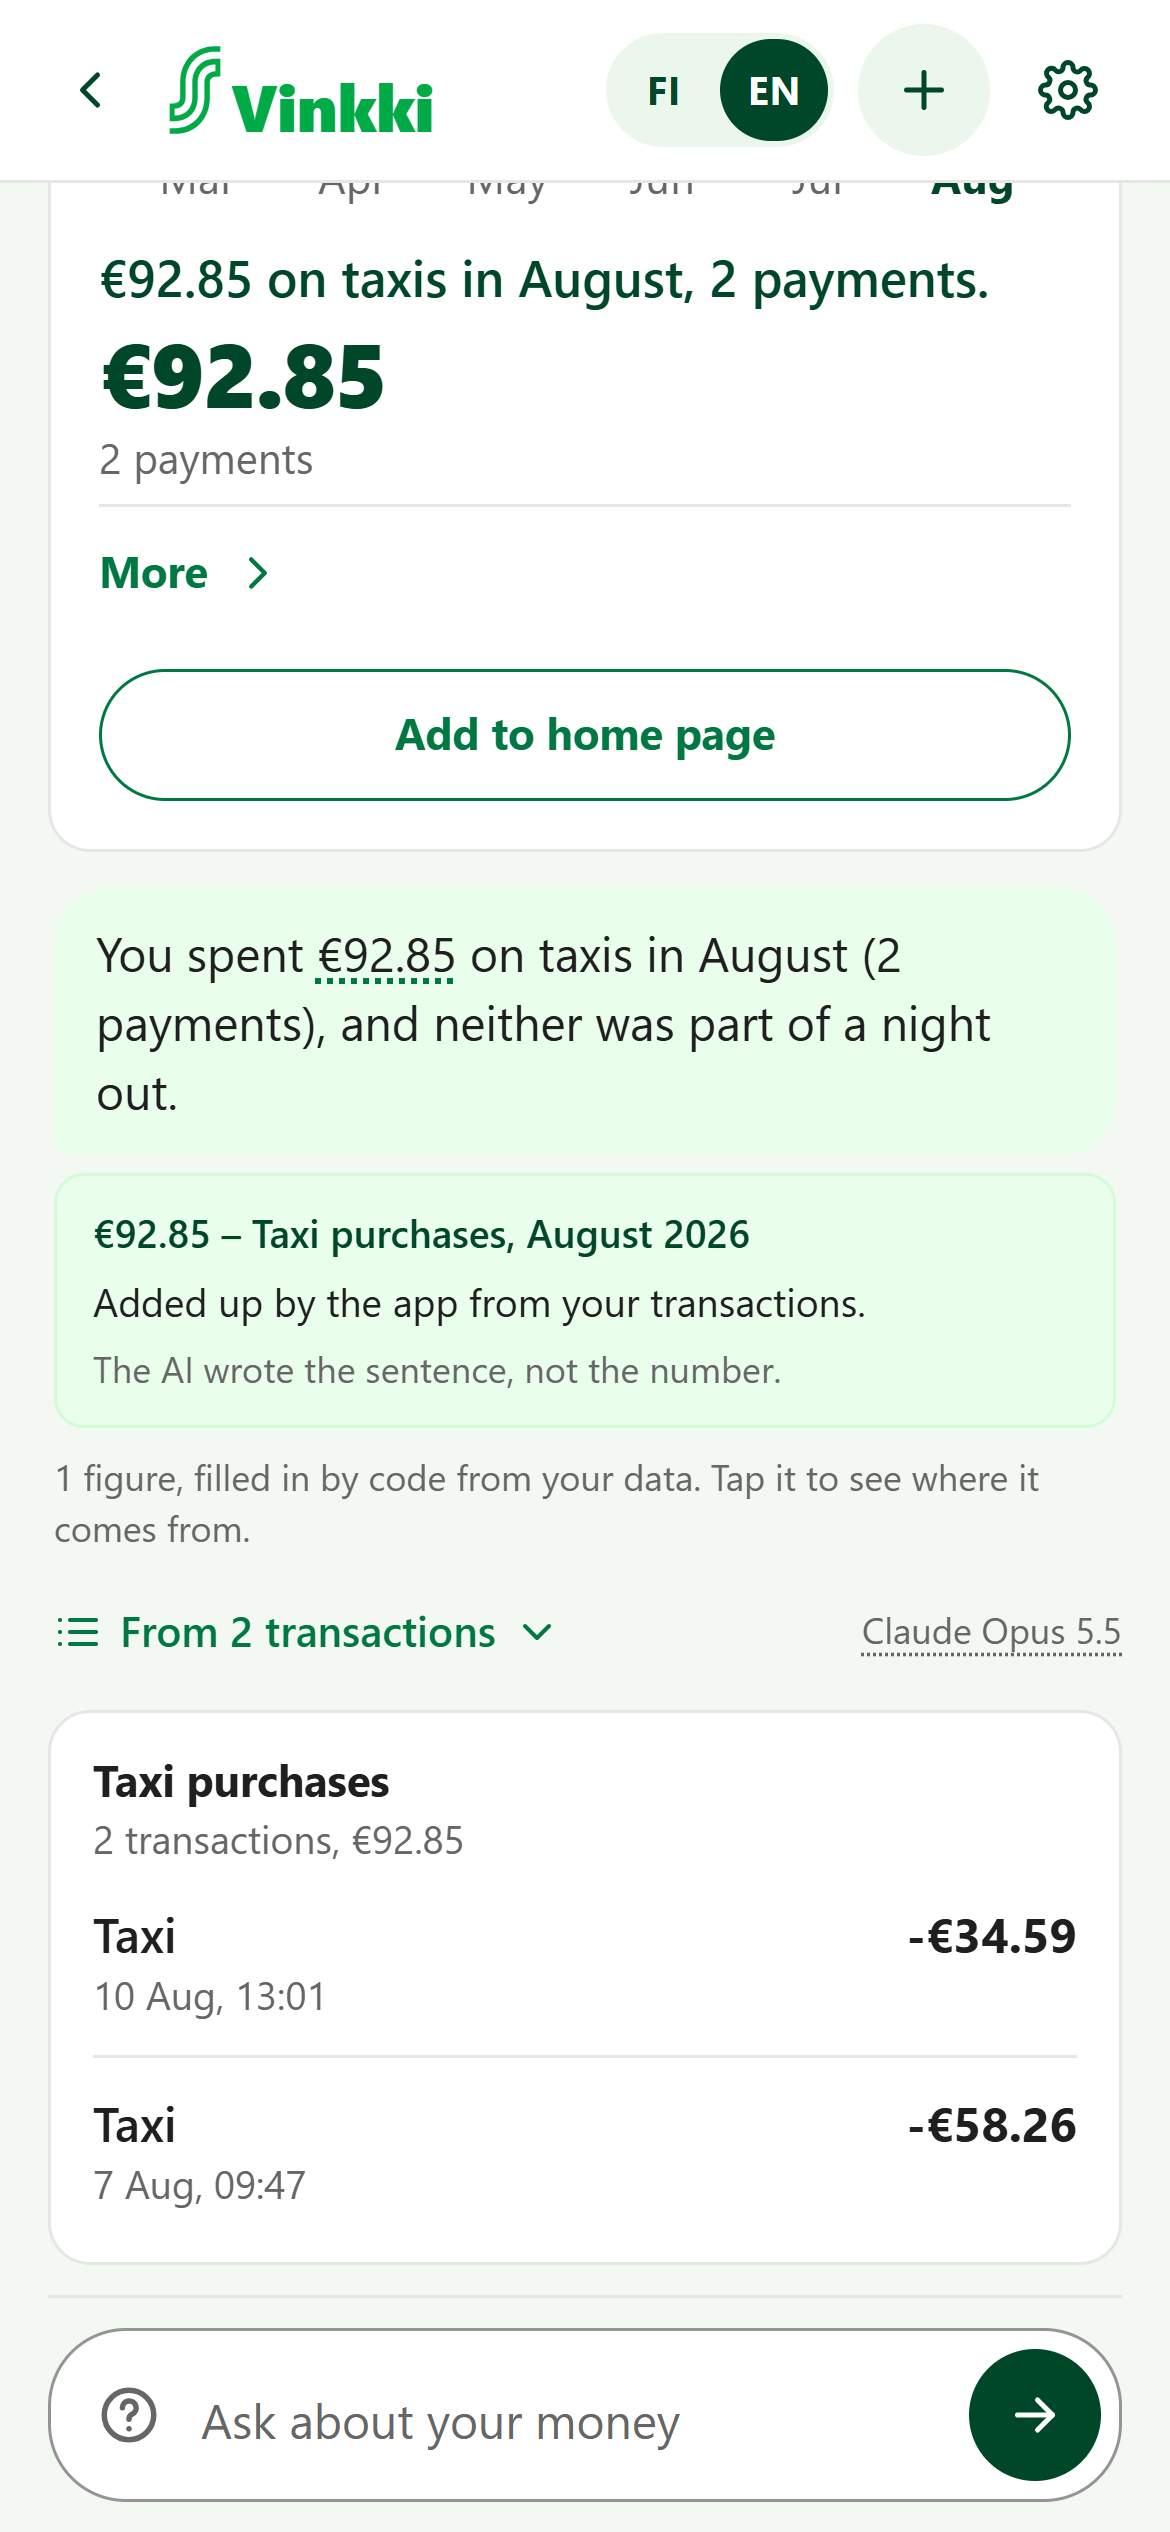 Vinkki
FI
EN
Mar
Apr
May
Jun
Jul
Aug
€92.85 on taxis in August, 2 payments.
€92.85
2 payments
More
Add to home page
You spent €92.85 on taxis in August (2
payments), and neither was part of a night
out.
€92.85 – Taxi purchases, August 2026
Added up by the app from your transactions.
The AI wrote the sentence, not the number.
1 figure, filled in by code from your data. Tap it to see where it
comes from.
From 2 transactions
Claude Opus 5.5
Taxi purchases
2 transactions, €92.85
Taxi
-€34.59
10 Aug, 13:01
Taxi
-€58.26
7 Aug, 09:47
Ask about your money